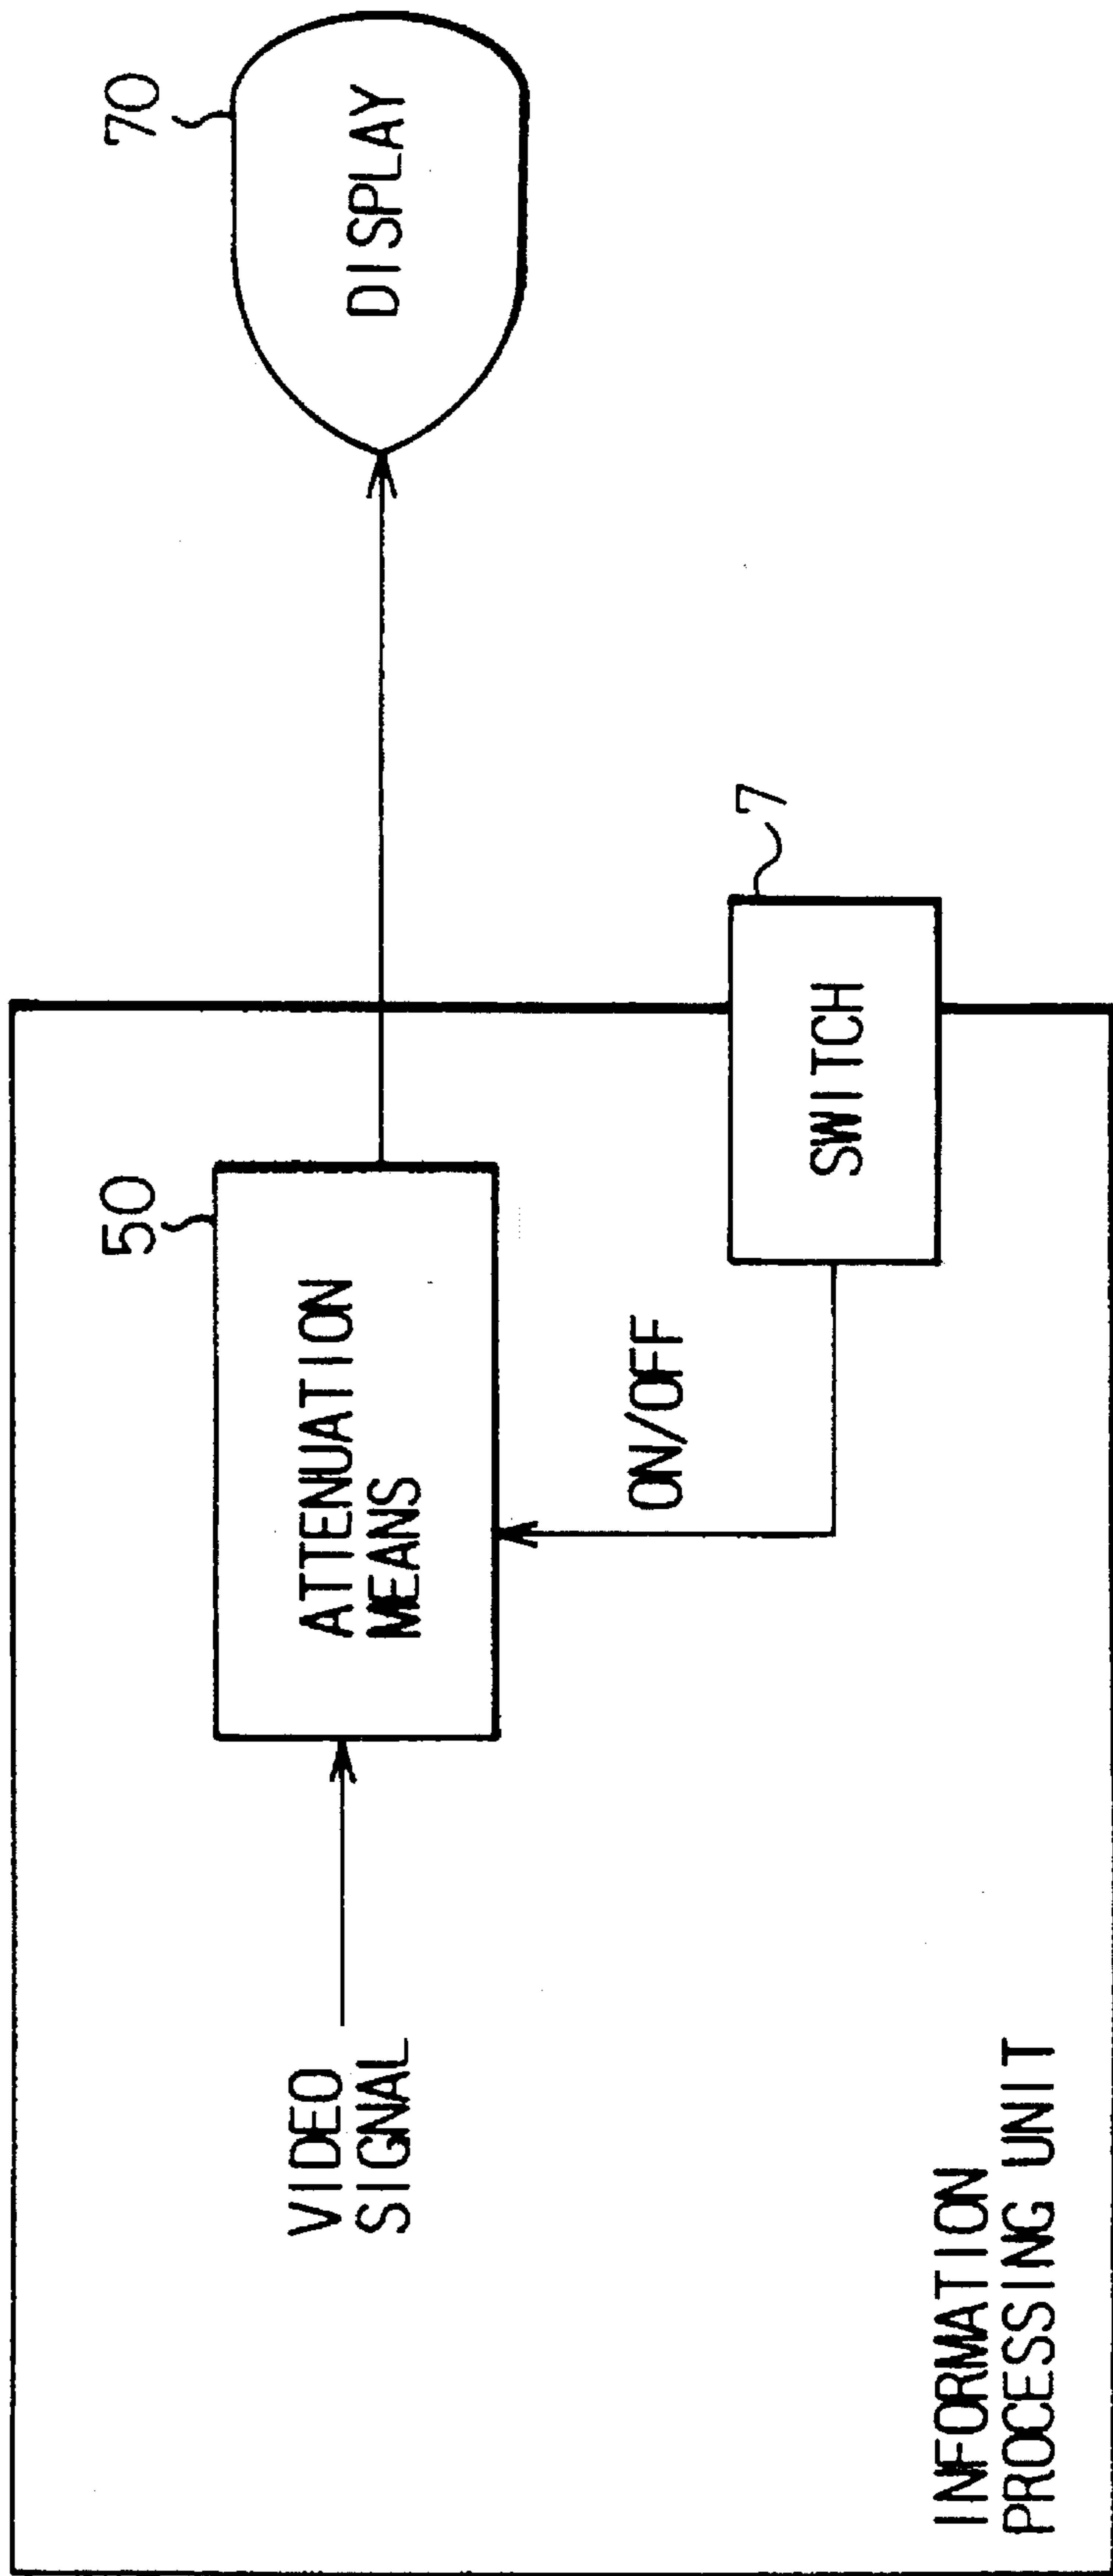 70
DISPLAY
50
ATTENUATION
MEANS
VIDEO
SIGNAL
ON/OFF
7
SWITCH
INFORMATION
PROCESSING UNIT